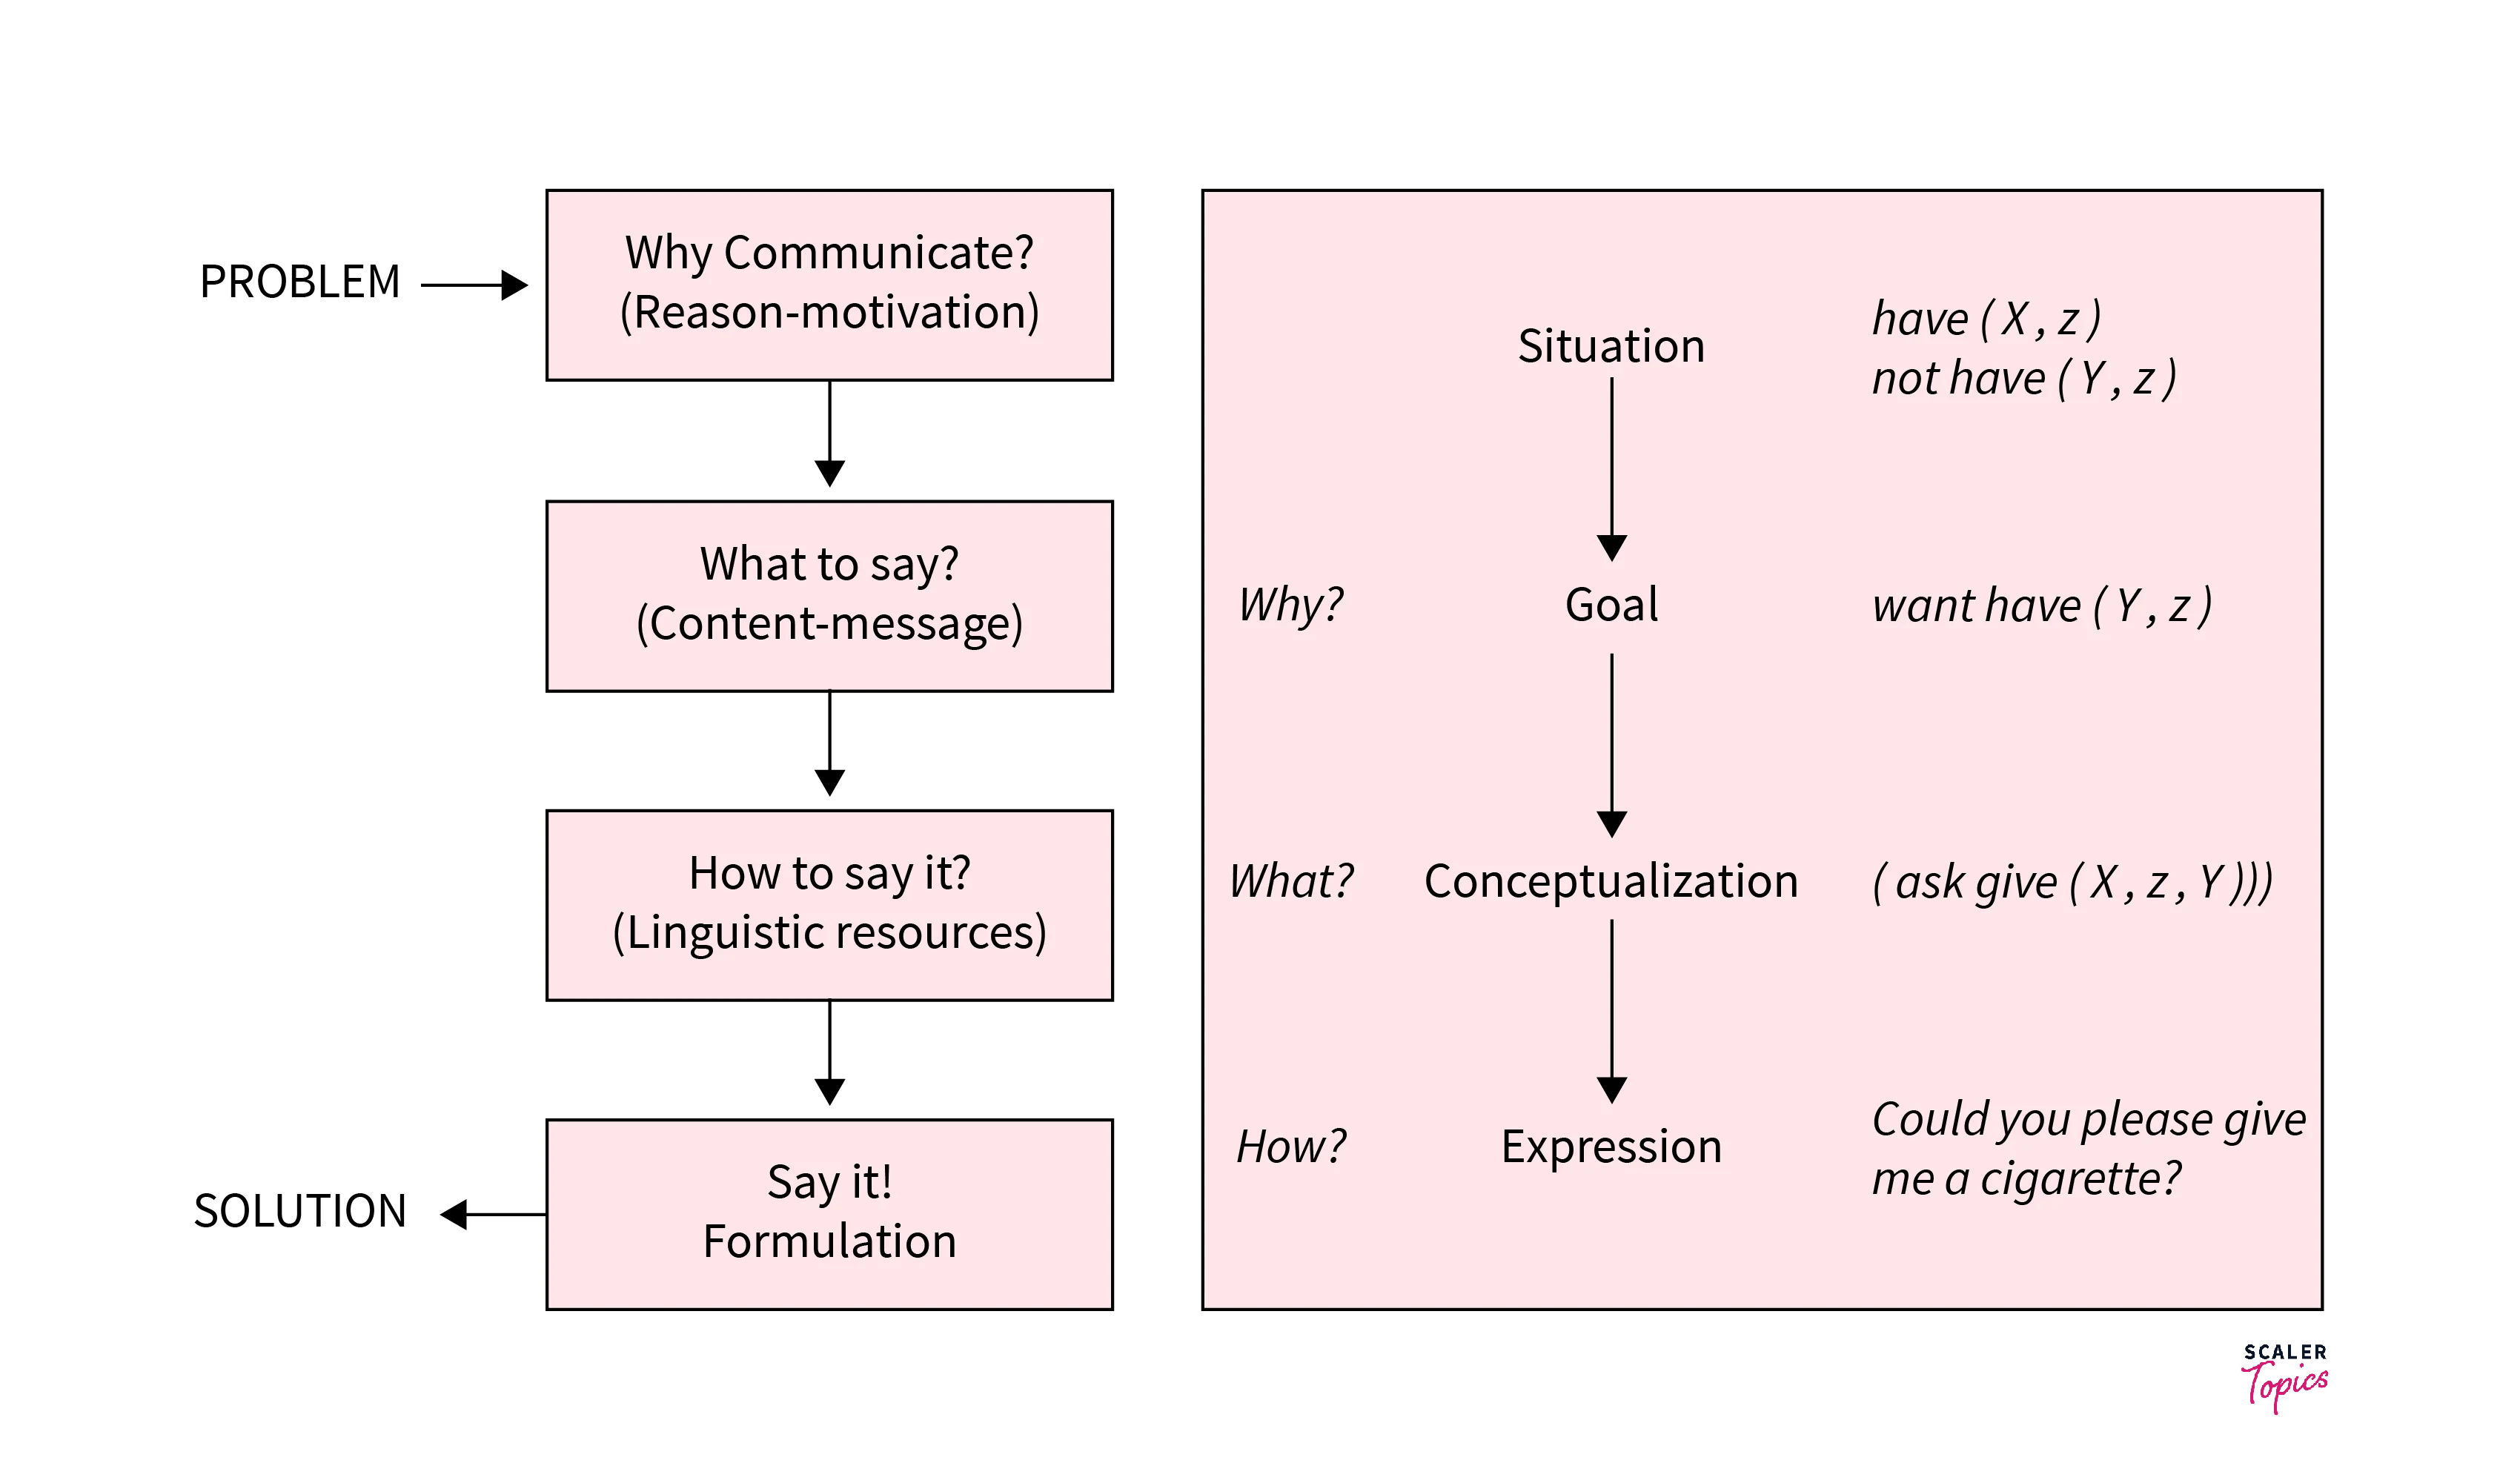 PROBLEM
Why Communicate?
(Reason-motivation)
What to say?
(Content-message)
How to say it?
(Linguistic resources)
Say it!
Formulation
SOLUTION
Situation
have ( X , z )
not have ( Y , z )
Why?
Goal
want have ( Y , z )
What?
Conceptualization
( ask give ( X , z , Y )))
How?
Expression
Could you please give
me a cigarette?
SCALER
Topics